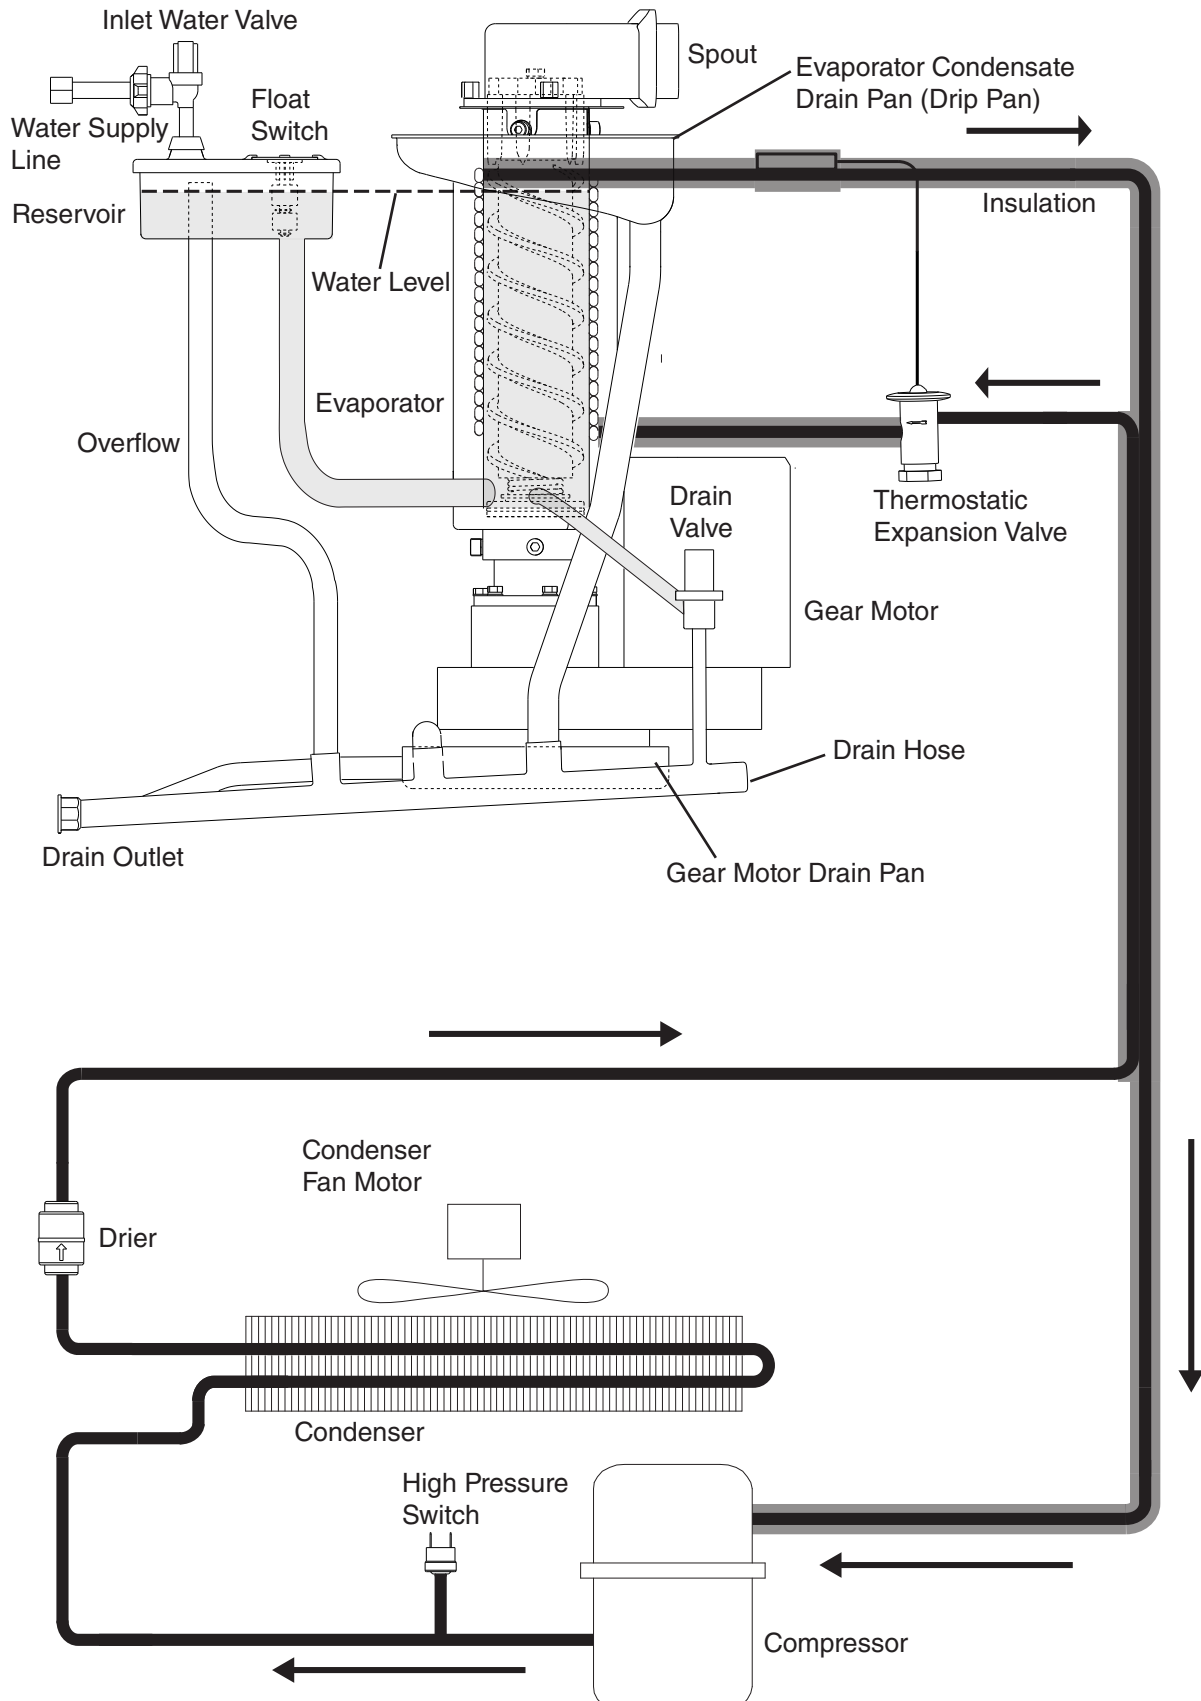 Inlet Water Valve
Spout
Evaporator Condensate
Drain Pan (Drip Pan)
Float
Switch
Water Supply
Line
Reservoir
Insulation
Water Level
Evaporator
Overflow
Drain
Valve
Thermostatic
Expansion Valve
Gear Motor
Drain Hose
Drain Outlet
Gear Motor Drain Pan
Condenser
Fan Motor
Drier
Condenser
High Pressure
Switch
Compressor